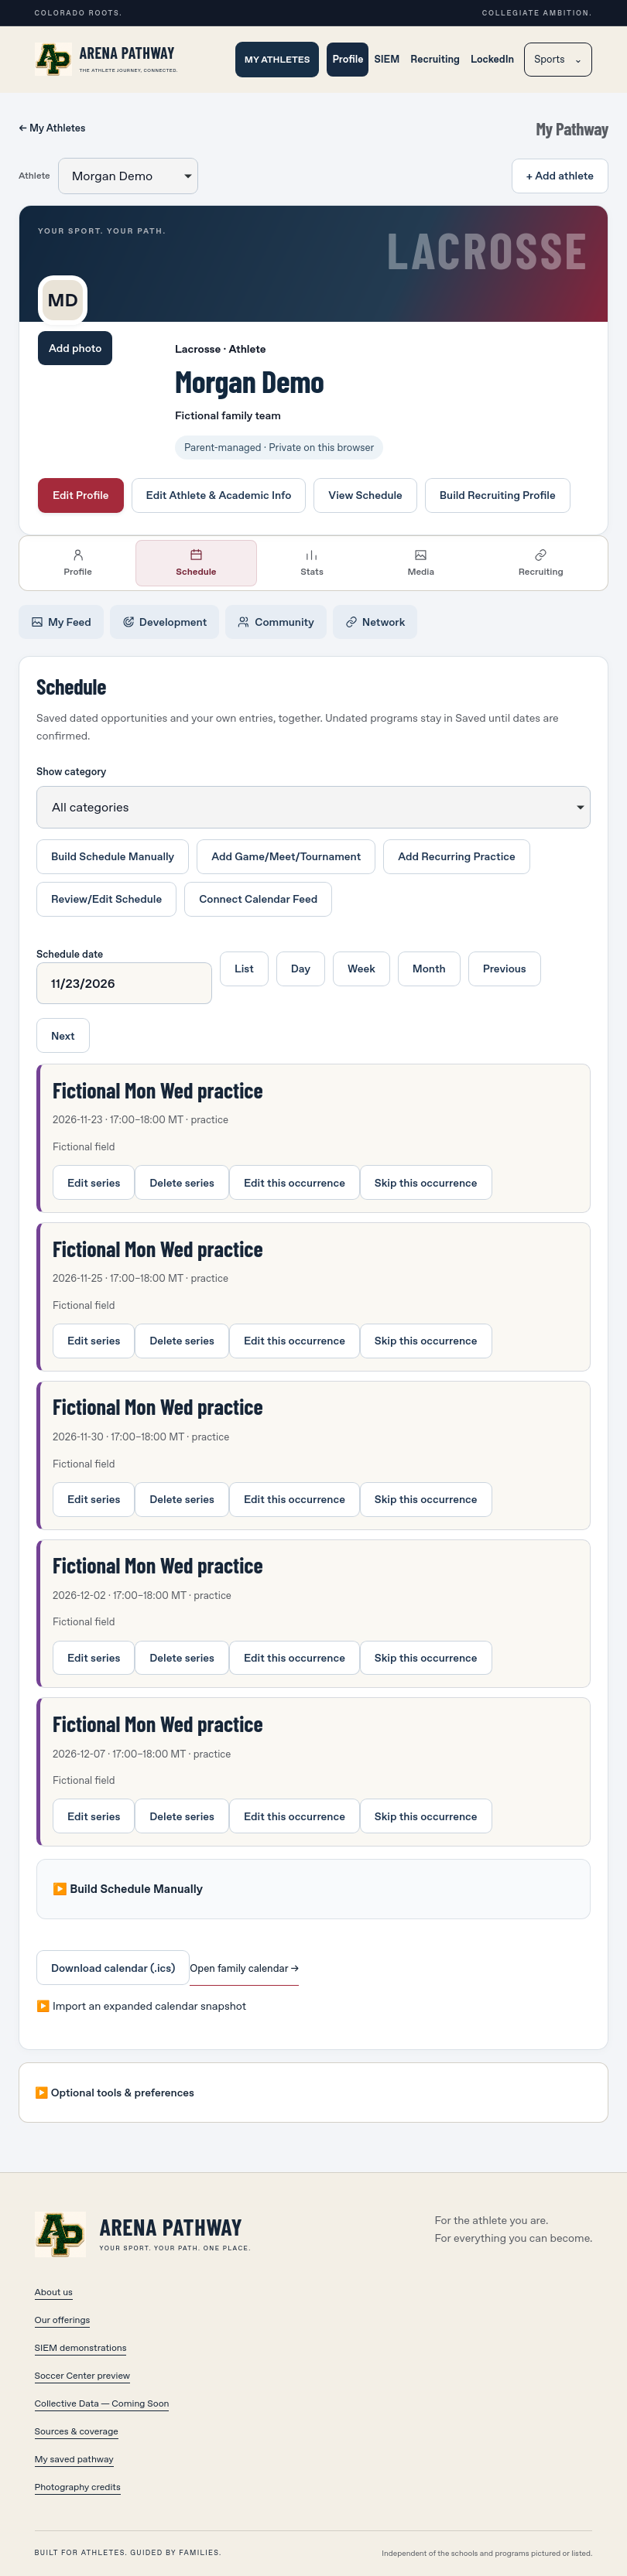 COLORADO ROOTS.
COLLEGIATE AMBITION.
AP
ARENA PATHWAY
THE ATHLETE JOURNEY, CONNECTED.
MY ATHLETES
Profile
SIEM
Recruiting
LockedIn
Sports
← My Athletes
My Pathway
Athlete
Morgan Demo
+ Add athlete
YOUR SPORT. YOUR PATH.
LACROSSE
MD
Add photo
Lacrosse · Athlete
Morgan Demo
Fictional family team
Parent-managed · Private on this browser
Edit Profile
Edit Athlete & Academic Info
View Schedule
Build Recruiting Profile
Profile
Schedule
Stats
Media
Recruiting
My Feed
Development
Community
Network
Schedule
Saved dated opportunities and your own entries, together. Undated programs stay in Saved until dates are
confirmed.
Show category
All categories
Build Schedule Manually
Add Game/Meet/Tournament
Add Recurring Practice
Review/Edit Schedule
Connect Calendar Feed
Schedule date
11/23/2026
List
Day
Week
Month
Previous
Next
Fictional Mon Wed practice
2026-11-23 · 17:00–18:00 MT · practice
Fictional field
Edit series
Delete series
Edit this occurrence
Skip this occurrence
Fictional Mon Wed practice
2026-11-25 · 17:00–18:00 MT · practice
Fictional field
Edit series
Delete series
Edit this occurrence
Skip this occurrence
Fictional Mon Wed practice
2026-11-30 · 17:00–18:00 MT · practice
Fictional field
Edit series
Delete series
Edit this occurrence
Skip this occurrence
Fictional Mon Wed practice
2026-12-02 · 17:00–18:00 MT · practice
Fictional field
Edit series
Delete series
Edit this occurrence
Skip this occurrence
Fictional Mon Wed practice
2026-12-07 · 17:00–18:00 MT · practice
Fictional field
Edit series
Delete series
Edit this occurrence
Skip this occurrence
▶ Build Schedule Manually
Download calendar (.ics)
Open family calendar →
▶ Import an expanded calendar snapshot
▶ Optional tools & preferences
AP
ARENA PATHWAY
YOUR SPORT. YOUR PATH. ONE PLACE.
For the athlete you are.
For everything you can become.
About us
Our offerings
SIEM demonstrations
Soccer Center preview
Collective Data — Coming Soon
Sources & coverage
My saved pathway
Photography credits
BUILT FOR ATHLETES. GUIDED BY FAMILIES.
Independent of the schools and programs pictured or listed.